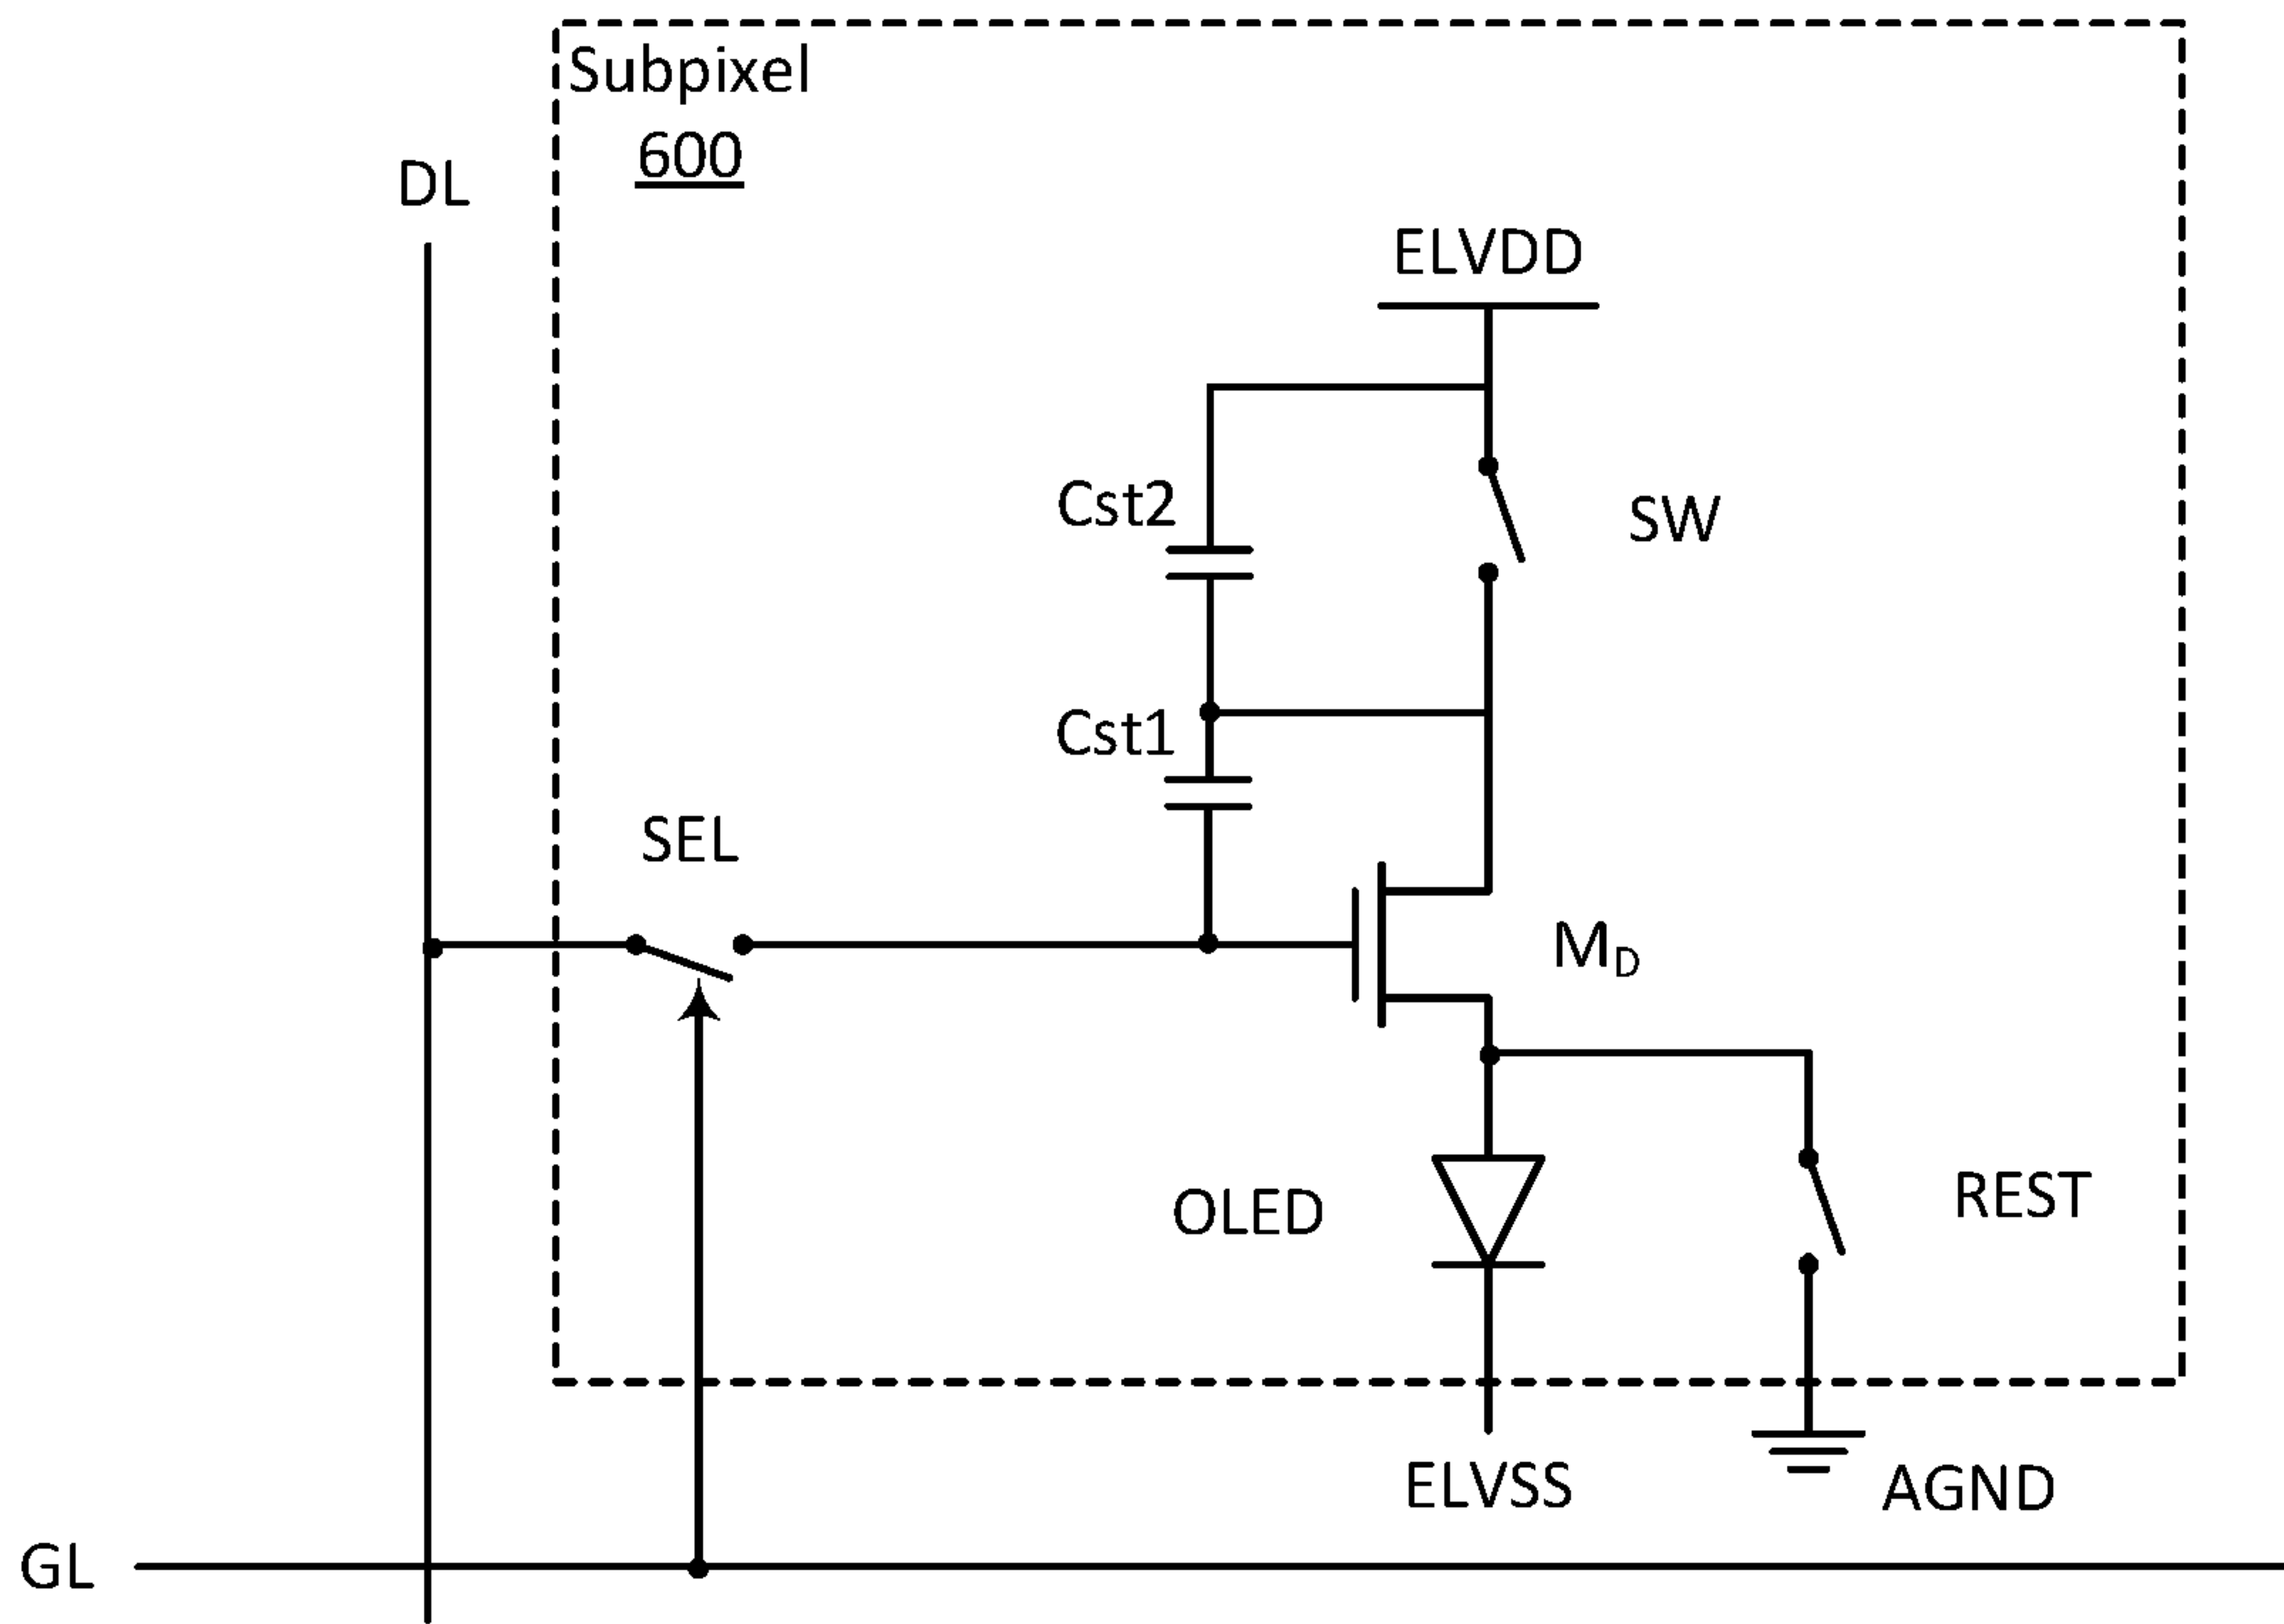 Subpixel
600
DL
ELVDD
Cst2
SW
Cst1
SEL
MD
OLED
REST
ELVSS
AGND
GL